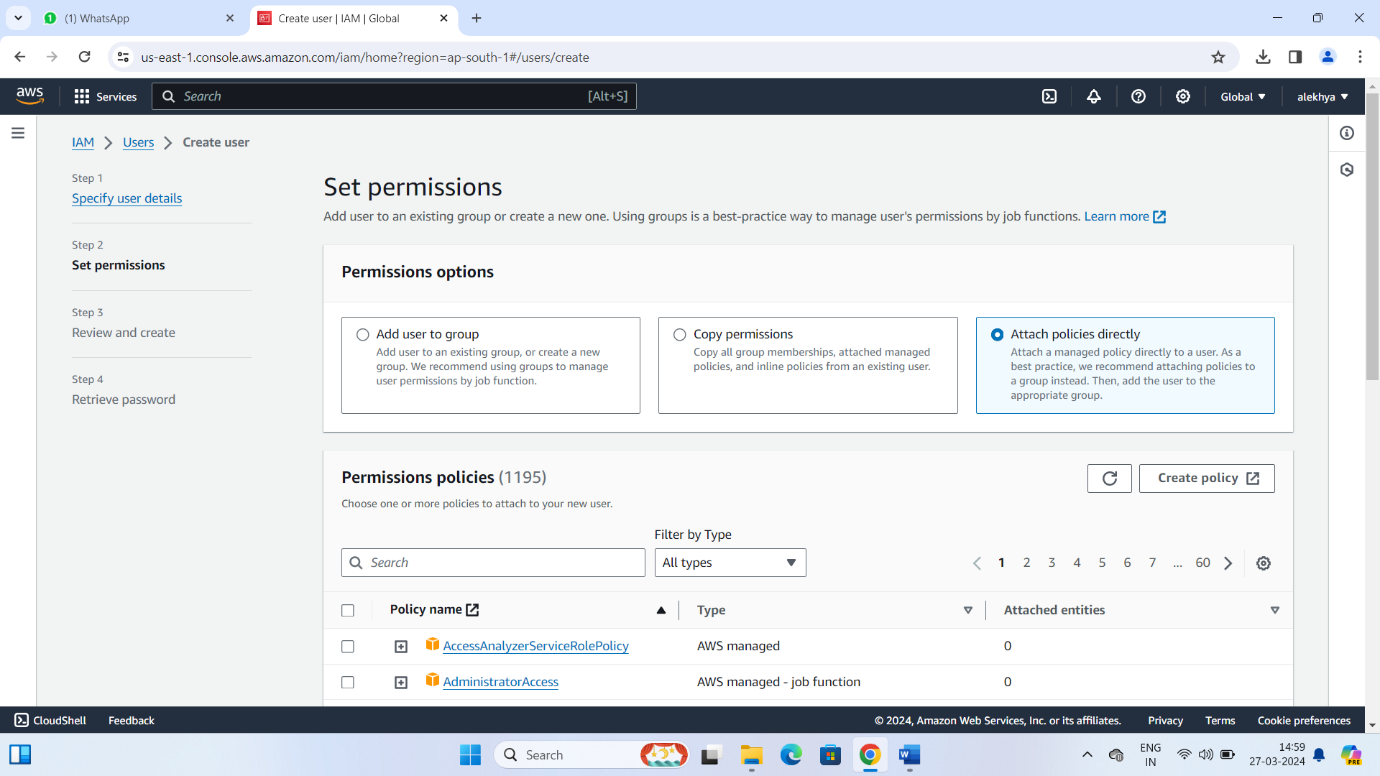 (1) WhatsApp
Create user | IAM | Global
us-east-1.console.aws.amazon.com/iam/home?region=ap-south-1#/users/create
aws
Services
Search
[Alt+S]
Global
alekhya
IAM
Users
Create user
Step 1
Specify user details
Step 2
Set permissions
Step 3
Review and create
Step 4
Retrieve password
Set permissions
Add user to an existing group or create a new one. Using groups is a best-practice way to manage user's permissions by job functions. Learn more
Permissions options
Add user to group
Add user to an existing group, or create a new
group. We recommend using groups to manage
user permissions by job function.
Copy permissions
Copy all group memberships, attached managed
policies, and inline policies from an existing user.
Attach policies directly
Attach a managed policy directly to a user. As a
best practice, we recommend attaching policies to
a group instead. Then, add the user to the
appropriate group.
Permissions policies (1195)
Create policy
Choose one or more policies to attach to your new user.
Filter by Type
Search
All types
1 2 3 4 5 6 7 ... 60
Policy name
Type
Attached entities
AccessAnalyzerServiceRolePolicy
AWS managed
0
AdministratorAccess
AWS managed - job function
0
CloudShell
Feedback
© 2024, Amazon Web Services, Inc. or its affiliates.
Privacy
Terms
Cookie preferences
Search
ENG
IN
14:59
27-03-2024
PRE